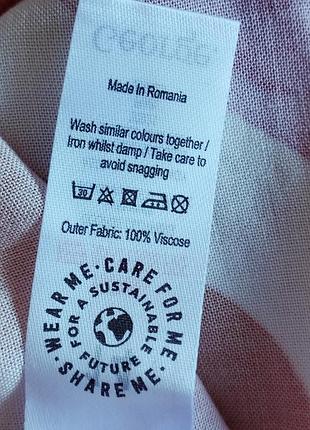 Made In Romania
Wash similar colours together /
Iron whilst damp / Take care to
avoid snagging
30
Outer Fabric: 100% Viscose
WEAR ME · CARE FOR ME ·
SHARE ME ·
FOR A SUSTAINABLE
FUTURE